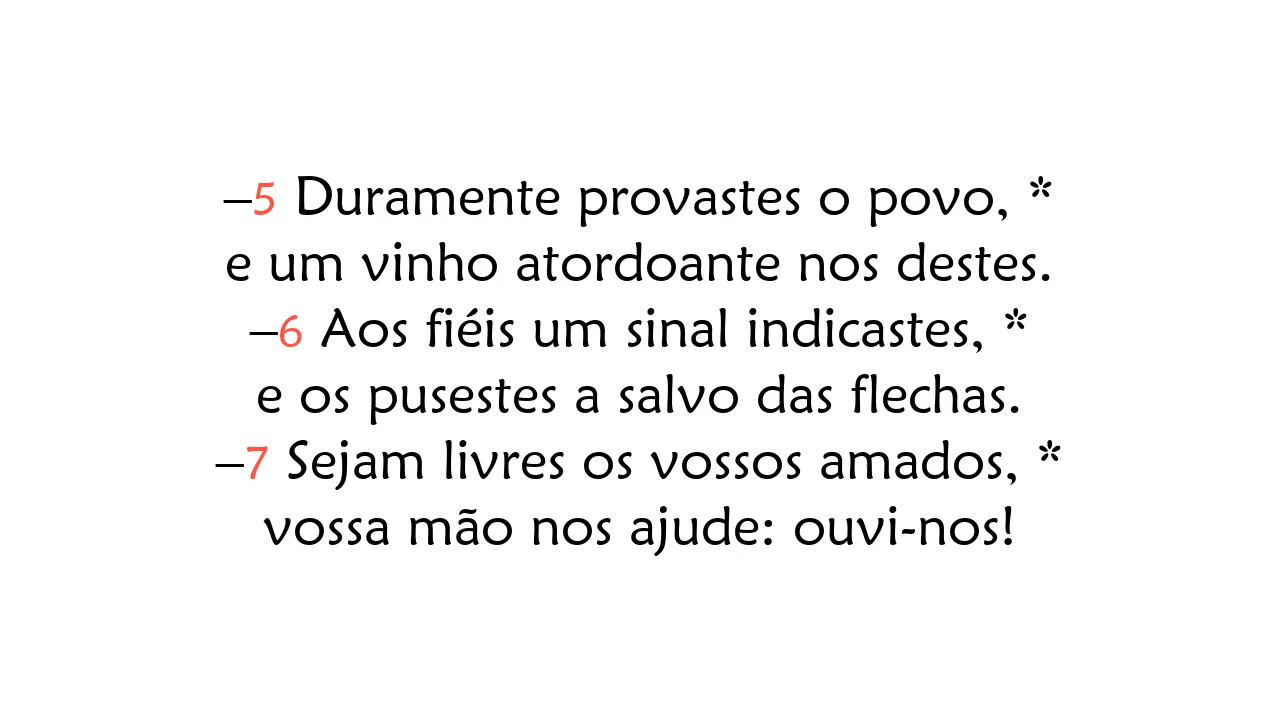 –5 Duramente provastes o povo, *
e um vinho atordoante nos destes.
–6 Aos fiéis um sinal indicastes, *
e os pusestes a salvo das flechas.
–7 Sejam livres os vossos amados, *
vossa mão nos ajude: ouvi-nos!